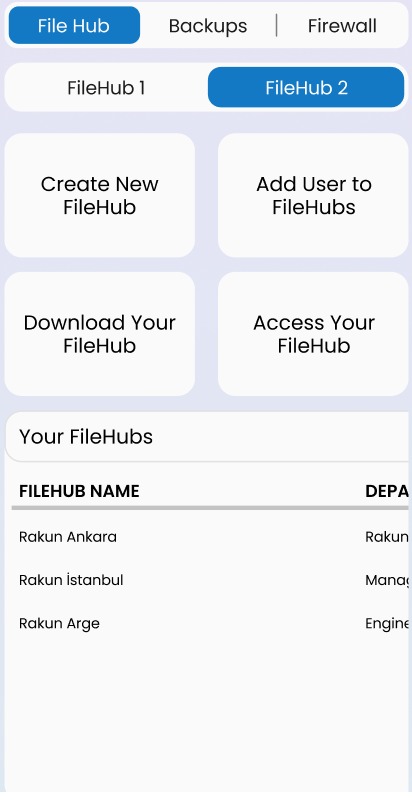 File Hub Backups Firewall
FileHub 1 FileHub 2
Create New
FileHub
Add User to
FileHubs
Download Your
FileHub
Access Your
FileHub
Your FileHubs
FILEHUB NAME DEPA
Rakun Ankara Rakun
Rakun İstanbul Manag
Rakun Arge Engine